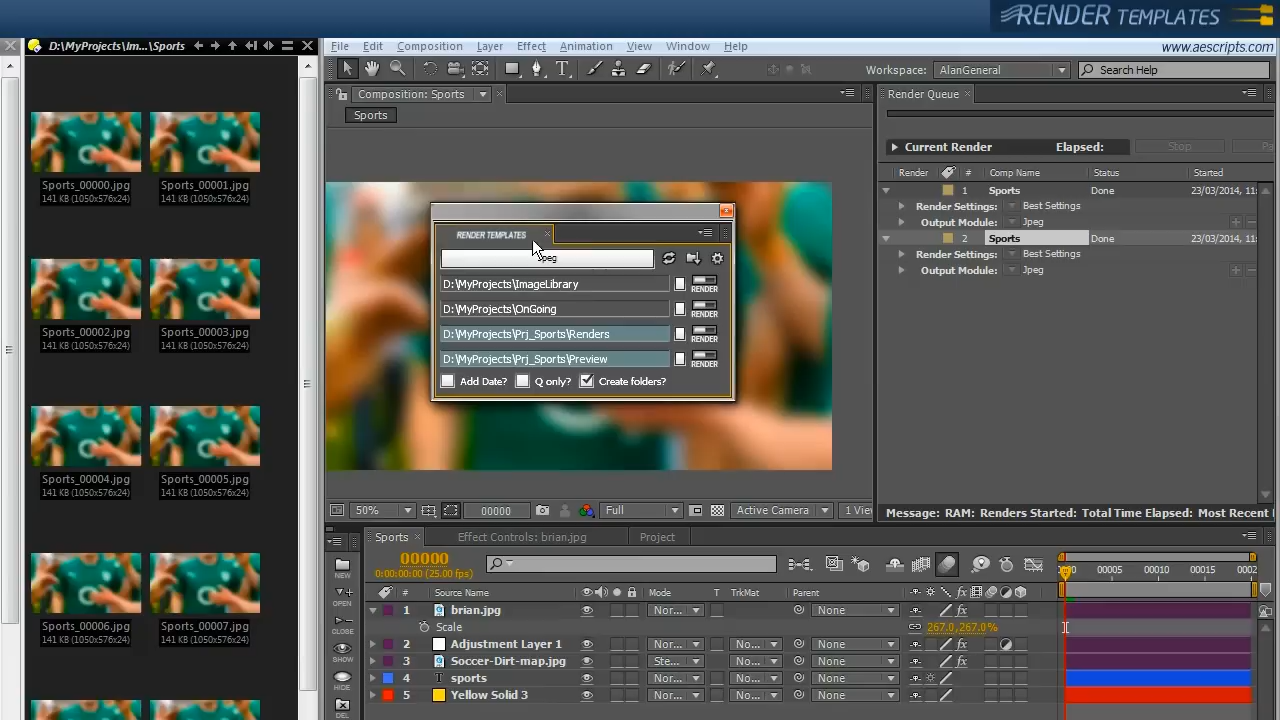 RENDER TEMPLATES
D:\MyProjects\Im...\Sports
File Edit Composition Layer Effect Animation View Window Help
www.aescripts.com
Workspace: AlanGeneral Search Help
Composition: Sports
Render Queue
Sports
Current Render Elapsed: Stop
Render # Comp Name Status Started
1 Sports Done 23/03/2014, 11:
Render Settings: Best Settings
Output Module: Jpeg
2 Sports Done 23/03/2014, 11:
Render Settings: Best Settings
Output Module: Jpeg
Sports_00000.jpg Sports_00001.jpg
141 KB (1050x576x24) 141 KB (1050x576x24)
Sports_00002.jpg Sports_00003.jpg
141 KB (1050x576x24) 141 KB (1050x576x24)
Sports_00004.jpg Sports_00005.jpg
141 KB (1050x576x24) 141 KB (1050x576x24)
Sports_00006.jpg Sports_00007.jpg
141 KB (1050x576x24) 141 KB (1050x576x24)
RENDER TEMPLATES
Jpeg
D:\MyProjects\ImageLibrary RENDER
D:\MyProjects\OnGoing RENDER
D:\MyProjects\Prj_Sports\Renders RENDER
D:\MyProjects\Prj_Sports\Preview RENDER
Add Date? Q only? Create folders?
50% 00000 Full Active Camera 1 View
Message: RAM: Renders Started: Total Time Elapsed: Most Recent
Sports Effect Controls: brian.jpg Project
00000
0:00:00:00 (25.00 fps)
00005 00010 00015 0002
NEW
OPEN
CLOSE
SHOW
HIDE
DEL
# Source Name Mode T TrkMat Parent
1 brian.jpg Nor... None
Scale 267.0,267.0%
2 Adjustment Layer 1 Nor... No... None
3 Soccer-Dirt-map.jpg Ste... No... None
4 sports Nor... No... None
5 Yellow Solid 3 Nor... No... None